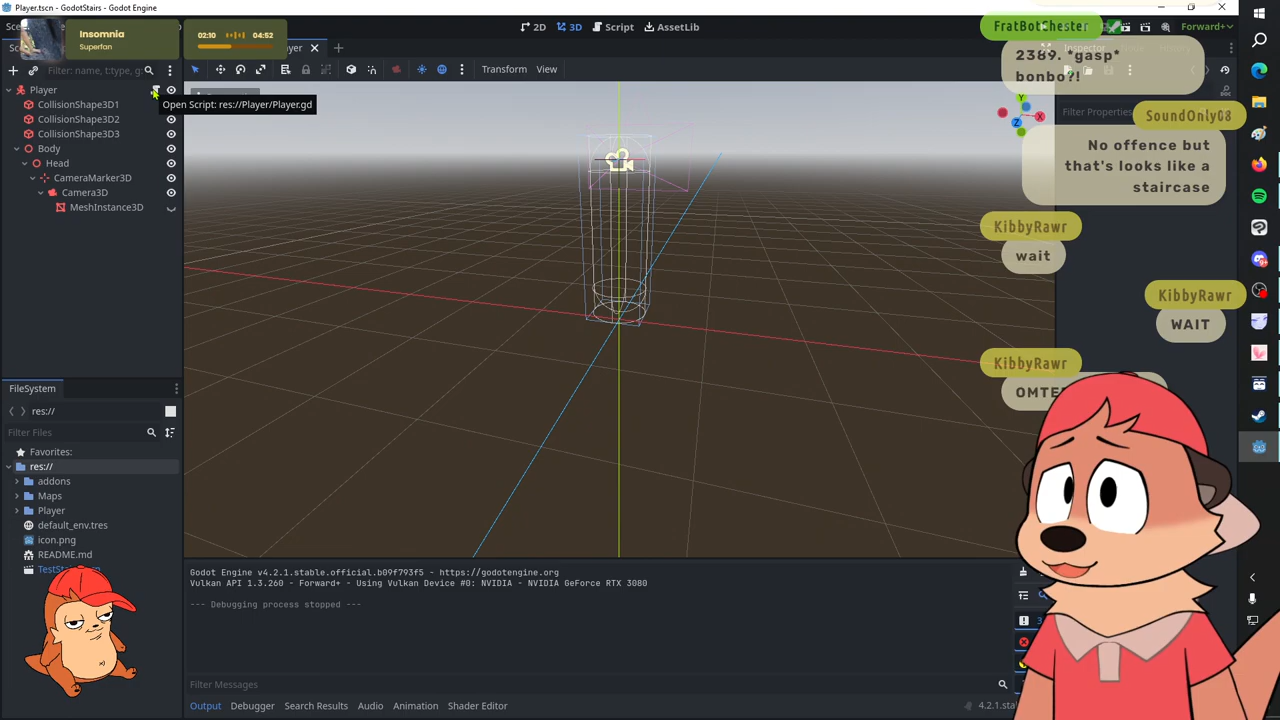 Player.tscn - GodotStairs - Godot Engine
Insomnia
Superfan
02:10
04:52
2D
3D
Script
AssetLib
Forward+
Filter: name, t:type, g
Transform
View
Player
Open Script: res://Player/Player.gd
CollisionShape3D1
CollisionShape3D2
CollisionShape3D3
Body
Head
CameraMarker3D
Camera3D
MeshInstance3D
FileSystem
res://
Filter Files
Favorites:
res://
addons
Maps
Player
default_env.tres
icon.png
README.md
Godot Engine v4.2.1.stable.official.b09f793f5 - https://godotengine.org
Vulkan API 1.3.260 - Forward+ - Using Vulkan Device #0: NVIDIA - NVIDIA GeForce RTX 3080
--- Debugging process stopped ---
Filter Messages
Output
Debugger
Search Results
Audio
Animation
Shader Editor
Filter Properties
Y
X
Z
FratBotChester
2389. *gasp*
bonbo?!
SoundOnly08
No offence but
that's looks like a
staircase
KibbyRawr
wait
KibbyRawr
WAIT
KibbyRawr